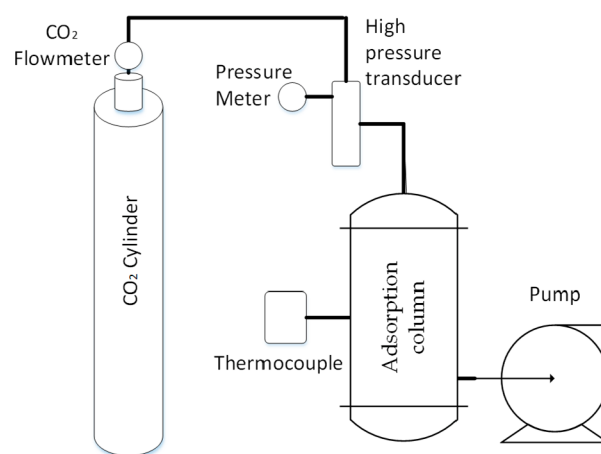 CO₂
Flowmeter
High
pressure
transducer
Pressure
Meter
CO₂ Cylinder
Adsorption
column
Thermocouple
Pump